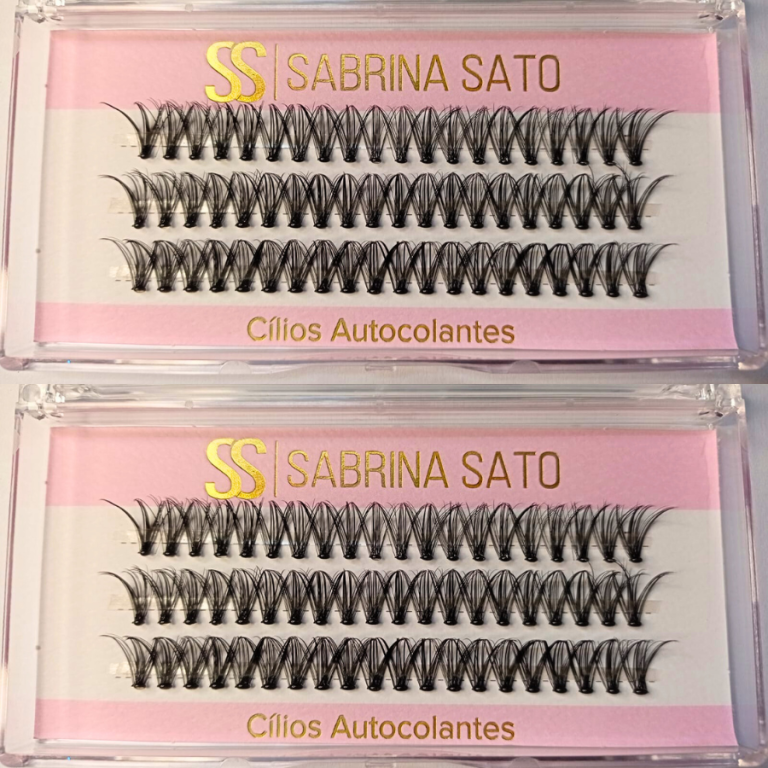 SS | SABRINA SATO
Cílios Autocolantes
SS | SABRINA SATO
Cílios Autocolantes